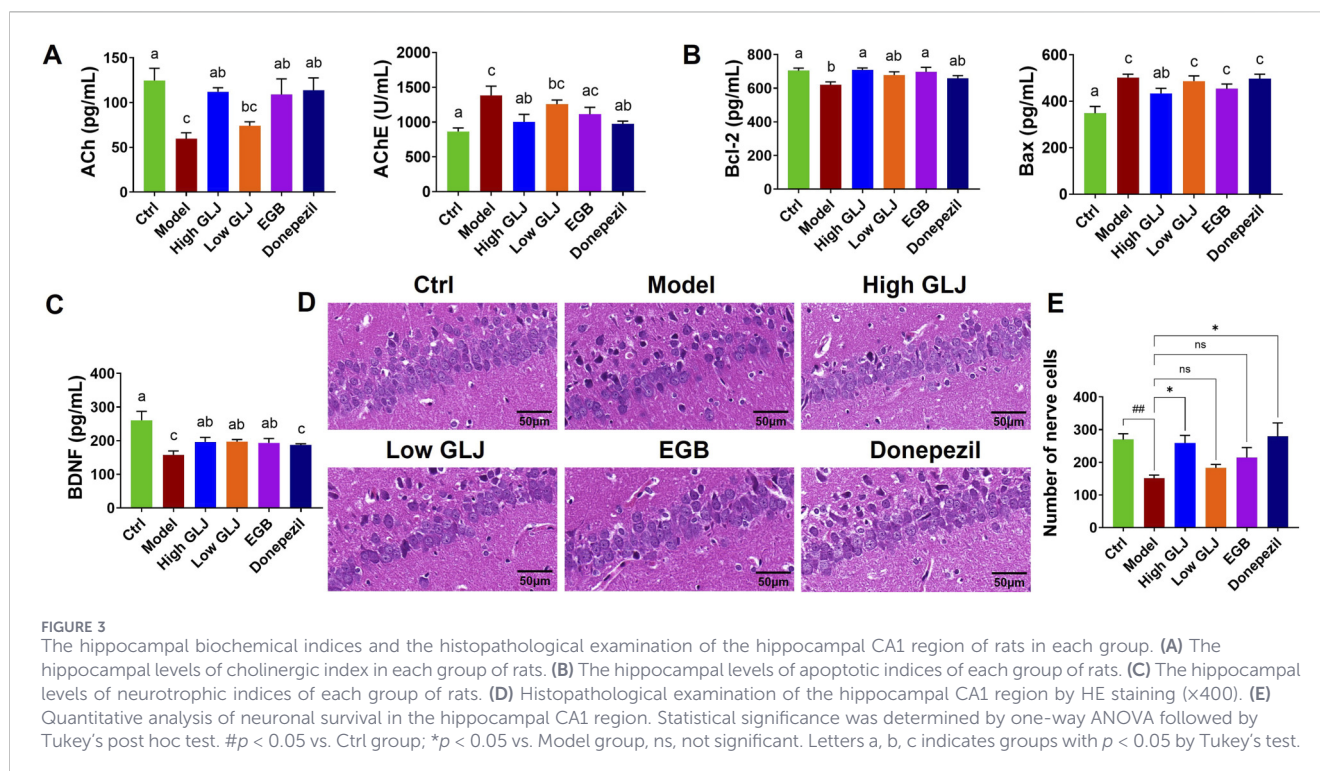 A
ACh (pg/mL)
150
100
50
0
a
c
ab
bc
ab
ab
Ctrl
Model
High GLJ
Low GLJ
EGB
Donepezil
AChE (U/mL)
2000
1500
1000
500
0
a
c
ab
bc
ac
ab
Ctrl
Model
High GLJ
Low GLJ
EGB
Donepezil
B
Bcl-2 (pg/mL)
800
600
400
200
0
a
b
a
ab
a
ab
Ctrl
Model
High GLJ
Low GLJ
EGB
Donepezil
Bax (pg/mL)
600
400
200
0
a
c
ab
c
c
c
Ctrl
Model
High GLJ
Low GLJ
EGB
Donepezil
C
BDNF (pg/mL)
400
300
200
100
0
a
c
ab
ab
ab
c
Ctrl
Model
High GLJ
Low GLJ
EGB
Donepezil
D
Ctrl
Model
High GLJ
50μm
50μm
50μm
Low GLJ
EGB
Donepezil
50μm
50μm
50μm
E
Number of nerve cells
400
300
200
100
0
##
*
ns
ns
*
Ctrl
Model
High GLJ
Low GLJ
EGB
Donepezil
FIGURE 3
The hippocampal biochemical indices and the histopathological examination of the hippocampal CA1 region of rats in each group. (A) The
hippocampal levels of cholinergic index in each group of rats. (B) The hippocampal levels of apoptotic indices of each group of rats. (C) The hippocampal
levels of neurotrophic indices of each group of rats. (D) Histopathological examination of the hippocampal CA1 region by HE staining (×400). (E)
Quantitative analysis of neuronal survival in the hippocampal CA1 region. Statistical significance was determined by one-way ANOVA followed by
Tukey's post hoc test. #p < 0.05 vs. Ctrl group; *p < 0.05 vs. Model group, ns, not significant. Letters a, b, c indicates groups with p < 0.05 by Tukey's test.